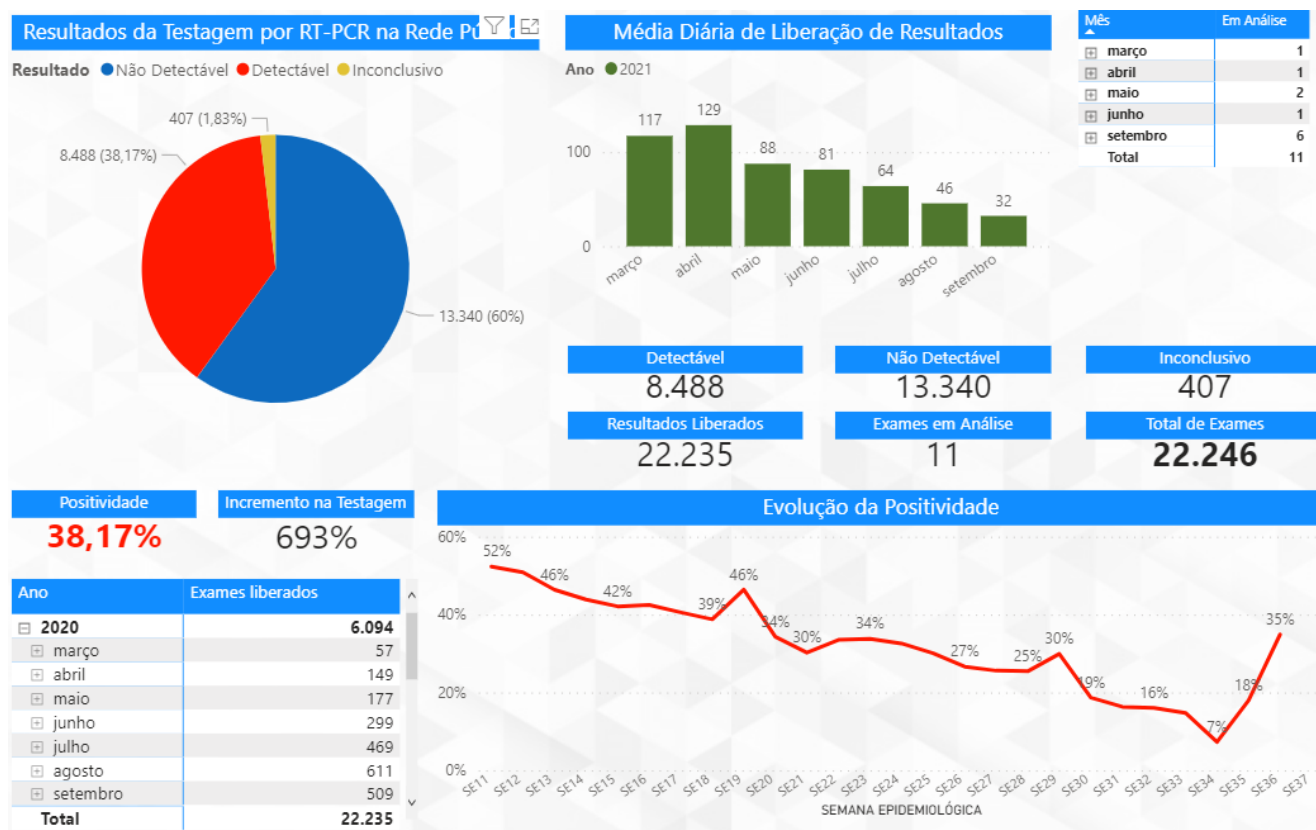 Resultados da Testagem por RT-PCR na Rede Pú
Resultado Não Detectável Detectável Inconclusivo
407 (1,83%)
8.488 (38,17%)
13.340 (60%)
Média Diária de Liberação de Resultados
Ano 2021
117
129
88
81
64
46
32
100
0
março
abril
maio
junho
julho
agosto
setembro
Mês Em Análise
março 1
abril 1
maio 2
junho 1
setembro 6
Total 11
Detectável
8.488
Não Detectável
13.340
Inconclusivo
407
Resultados Liberados
22.235
Exames em Análise
11
Total de Exames
22.246
Positividade
38,17%
Incremento na Testagem
693%
Ano Exames liberados
2020 6.094
março 57
abril 149
maio 177
junho 299
julho 469
agosto 611
setembro 509
Total 22.235
Evolução da Positividade
60%
40%
20%
0%
52%
46%
42%
39%
46%
34%
30%
34%
27%
25%
30%
19%
16%
7%
18%
35%
SE11
SE12
SE13
SE14
SE15
SE16
SE17
SE18
SE19
SE20
SE21
SE22
SE23
SE24
SE25
SE26
SE27
SE28
SE29
SE30
SE31
SE32
SE33
SE34
SE35
SE36
SE37
SEMANA EPIDEMIOLÓGICA